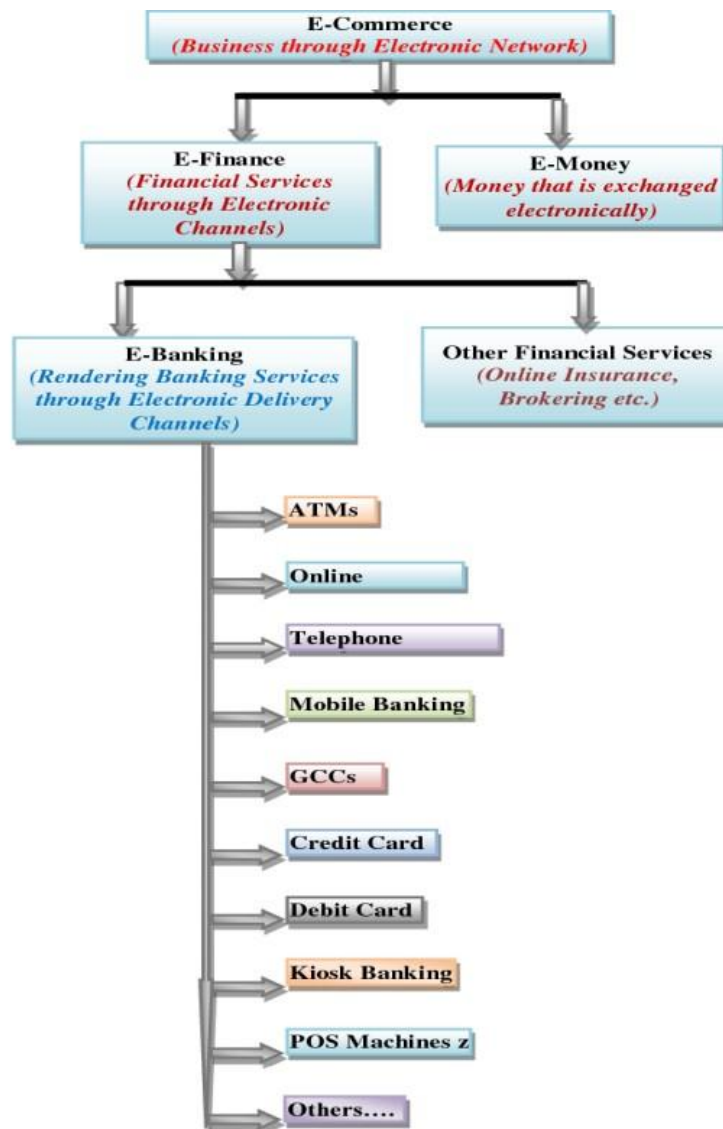 E-Commerce
(Business through Electronic Network)
E-Finance
(Financial Services
through Electronic
Channels)
E-Money
(Money that is exchanged
electronically)
E-Banking
(Rendering Banking Services
through Electronic Delivery
Channels)
Other Financial Services
(Online Insurance,
Brokering etc.)
ATMs
Online
Telephone
Mobile Banking
GCCs
Credit Card
Debit Card
Kiosk Banking
POS Machines z
Others....